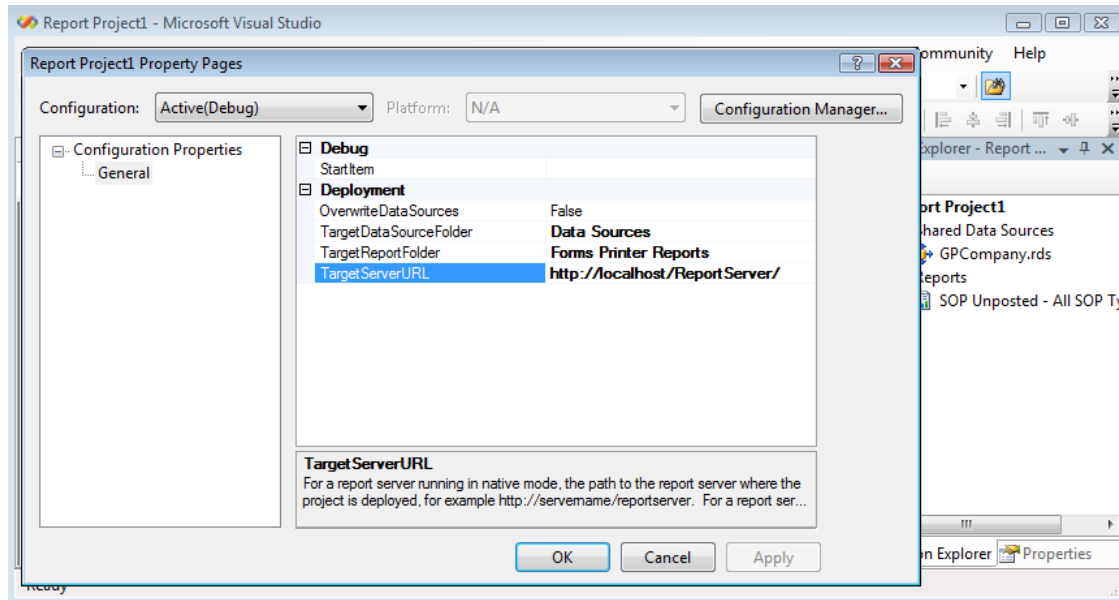 Report Project1 - Microsoft Visual Studio
Report Project1 Property Pages
ommunity Help
Configuration: Active(Debug) Platform: N/A Configuration Manager...
xplorer - Report ...
Configuration Properties
General
Debug
StartItem
Deployment
OverwriteDataSources False
TargetDataSourceFolder Data Sources
TargetReportFolder Forms Printer Reports
TargetServerURL http://localhost/ReportServer/
ort Project1
hared Data Sources
GPCompany.rds
eports
SOP Unposted - All SOP Ty
TargetServerURL
For a report server running in native mode, the path to the report server where the
project is deployed, for example http://servername/reportserver. For a report ser...
OK Cancel Apply
n Explorer Properties
Ready